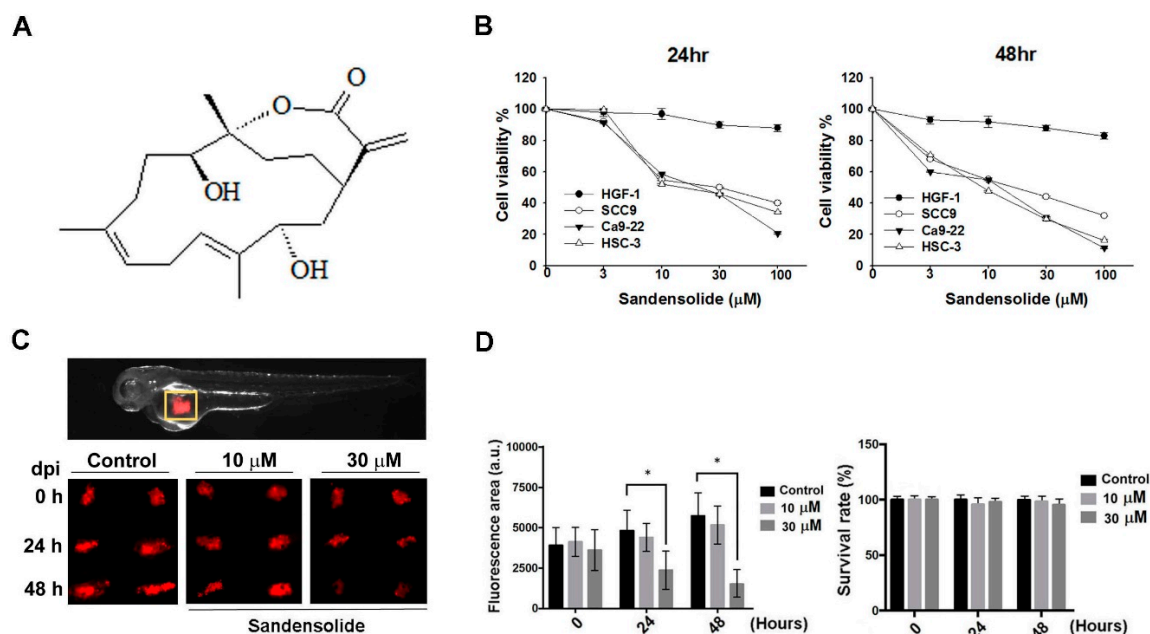 A
O
O
OH
OH
B
24hr
Cell viability %
120
100
80
60
40
20
0
HGF-1
SCC9
Ca9-22
HSC-3
0 3 10 30 100
Sandensolide (μM)
48hr
Cell viability %
120
100
80
60
40
20
0
HGF-1
SCC9
Ca9-22
HSC-3
0 3 10 30 100
Sandensolide (μM)
C
dpi Control 10 μM 30 μM
0 h
24 h
48 h
Sandensolide
D
Fluorescence area (a.u.)
10000
7500
5000
2500
0
* *
Control
10 μM
30 μM
0 24 48 (Hours)
Survival rate (%)
150
100
50
0
Control
10 μM
30 μM
0 24 48 (Hours)